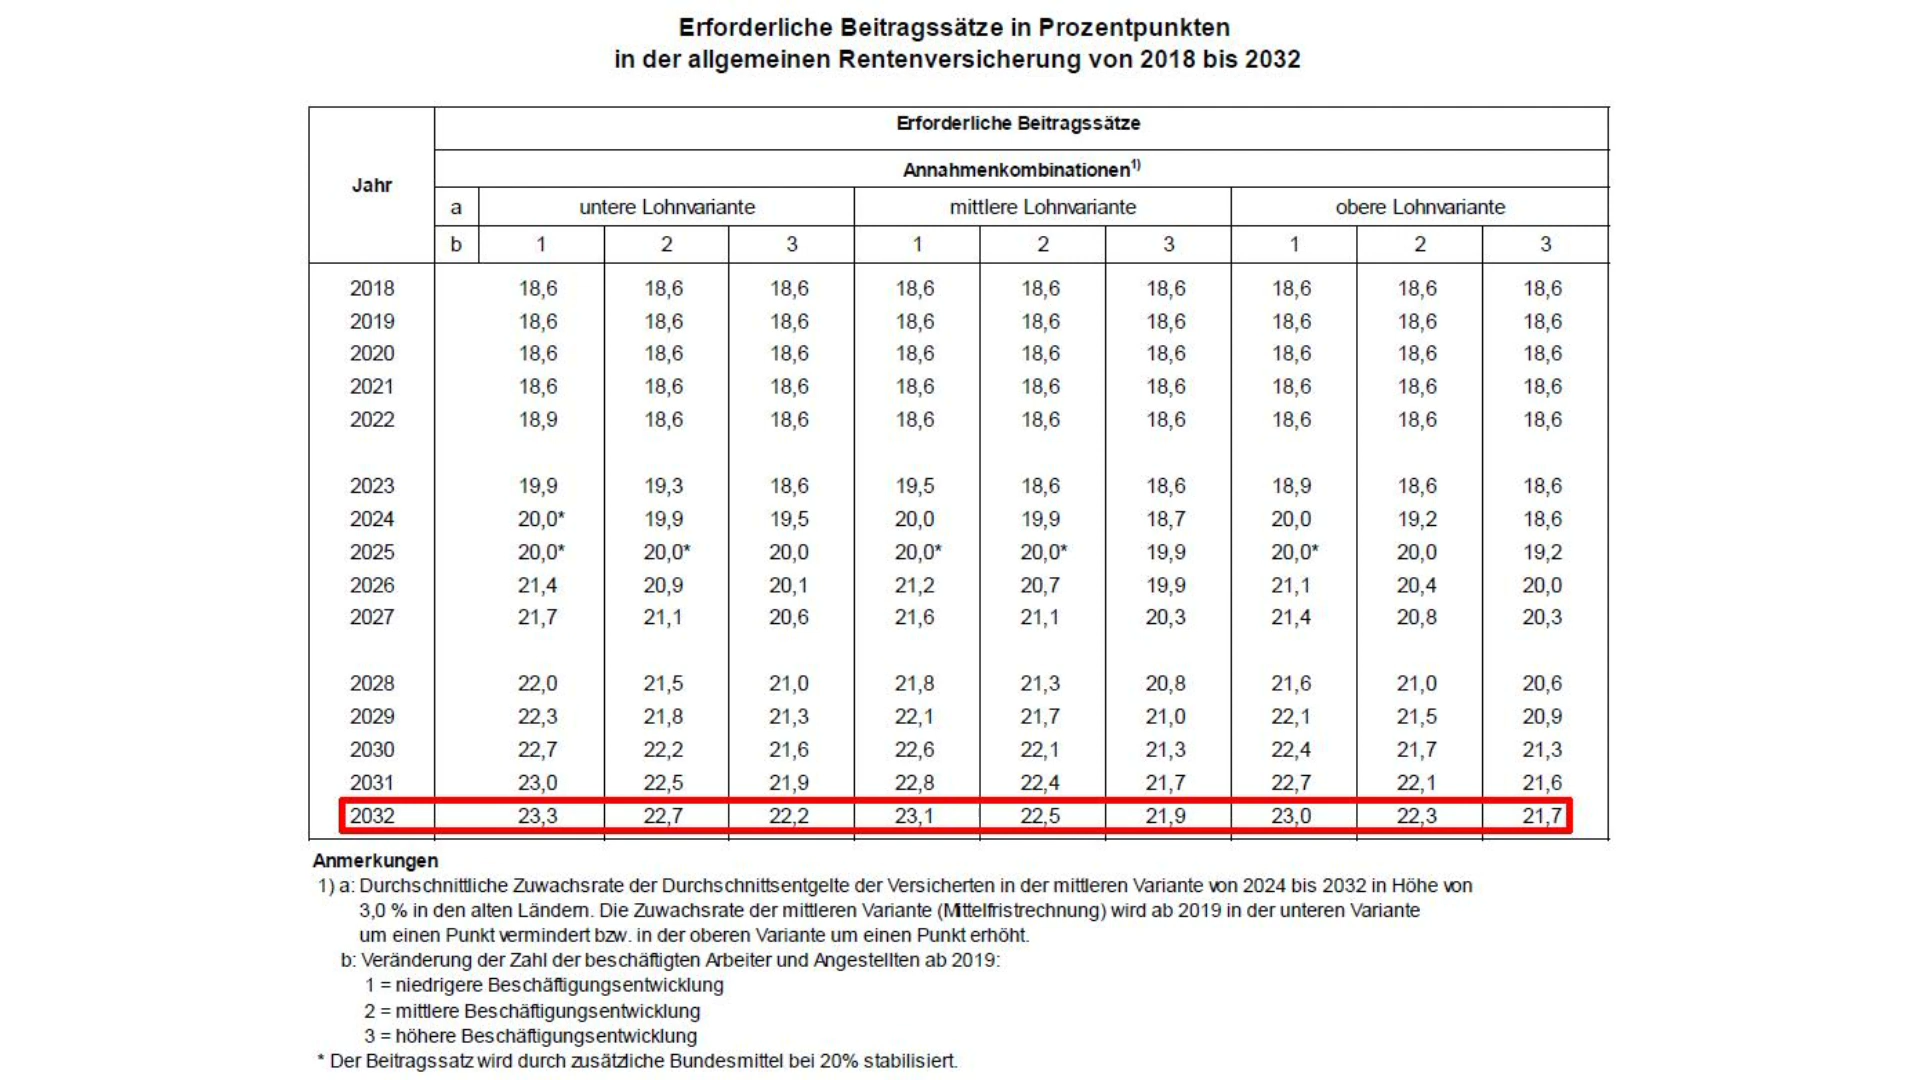 Erforderliche Beitragssätze in Prozentpunkten
in der allgemeinen Rentenversicherung von 2018 bis 2032
Erforderliche Beitragssätze
Annahmenkombinationen1)
Jahr
a untere Lohnvariante mittlere Lohnvariante obere Lohnvariante
b 1 2 3 1 2 3 1 2 3
2018 18,6 18,6 18,6 18,6 18,6 18,6 18,6 18,6 18,6
2019 18,6 18,6 18,6 18,6 18,6 18,6 18,6 18,6 18,6
2020 18,6 18,6 18,6 18,6 18,6 18,6 18,6 18,6 18,6
2021 18,6 18,6 18,6 18,6 18,6 18,6 18,6 18,6 18,6
2022 18,9 18,6 18,6 18,6 18,6 18,6 18,6 18,6 18,6
2023 19,9 19,3 18,6 19,5 18,6 18,6 18,9 18,6 18,6
2024 20,0* 19,9 19,5 20,0 19,9 18,7 20,0 19,2 18,6
2025 20,0* 20,0* 20,0 20,0* 20,0* 19,9 20,0* 20,0 19,2
2026 21,4 20,9 20,1 21,2 20,7 19,9 21,1 20,4 20,0
2027 21,7 21,1 20,6 21,6 21,1 20,3 21,4 20,8 20,3
2028 22,0 21,5 21,0 21,8 21,3 20,8 21,6 21,0 20,6
2029 22,3 21,8 21,3 22,1 21,7 21,0 22,1 21,5 20,9
2030 22,7 22,2 21,6 22,6 22,1 21,3 22,4 21,7 21,3
2031 23,0 22,5 21,9 22,8 22,4 21,7 22,7 22,1 21,6
2032 23,3 22,7 22,2 23,1 22,5 21,9 23,0 22,3 21,7
Anmerkungen
1) a: Durchschnittliche Zuwachsrate der Durchschnittsentgelte der Versicherten in der mittleren Variante von 2024 bis 2032 in Höhe von
3,0 % in den alten Ländern. Die Zuwachsrate der mittleren Variante (Mittelfristrechnung) wird ab 2019 in der unteren Variante
um einen Punkt vermindert bzw. in der oberen Variante um einen Punkt erhöht.
b: Veränderung der Zahl der beschäftigten Arbeiter und Angestellten ab 2019:
1 = niedrigere Beschäftigungsentwicklung
2 = mittlere Beschäftigungsentwicklung
3 = höhere Beschäftigungsentwicklung
* Der Beitragssatz wird durch zusätzliche Bundesmittel bei 20% stabilisiert.